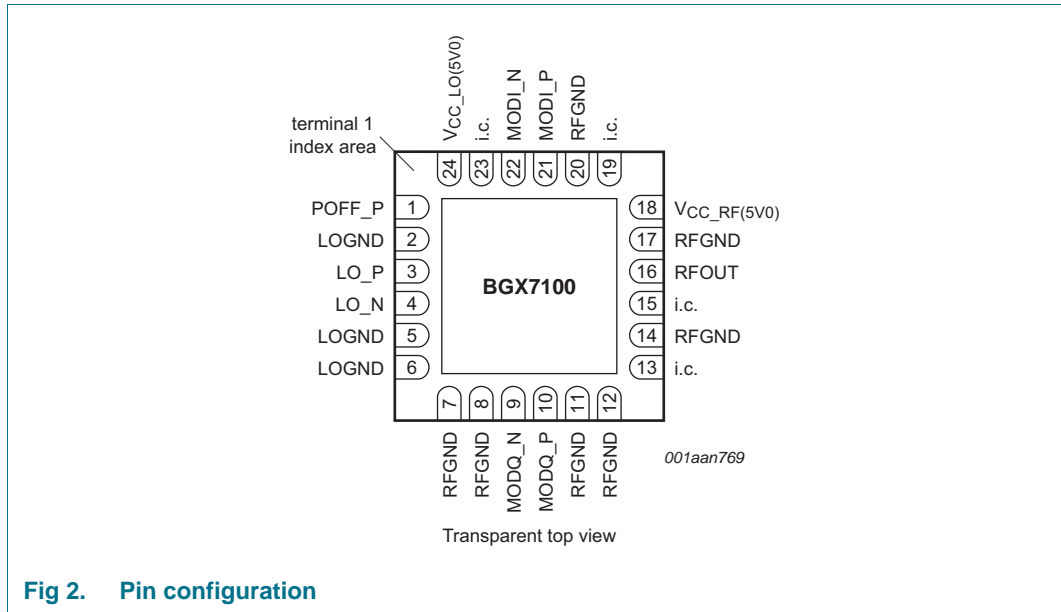 VCC_LO(5V0)
i.c.
MODI_N
MODI_P
RFGND
i.c.
terminal 1
index area
24 23 22 21 20 19
POFF_P 1
LOGND 2
LO_P 3
LO_N 4
LOGND 5
LOGND 6
BGX7100
18 VCC_RF(5V0)
17 RFGND
16 RFOUT
15 i.c.
14 RFGND
13 i.c.
7 8 9 10 11 12
RFGND
RFGND
MODQ_N
MODQ_P
RFGND
RFGND
001aan769
Transparent top view
Fig 2. Pin configuration